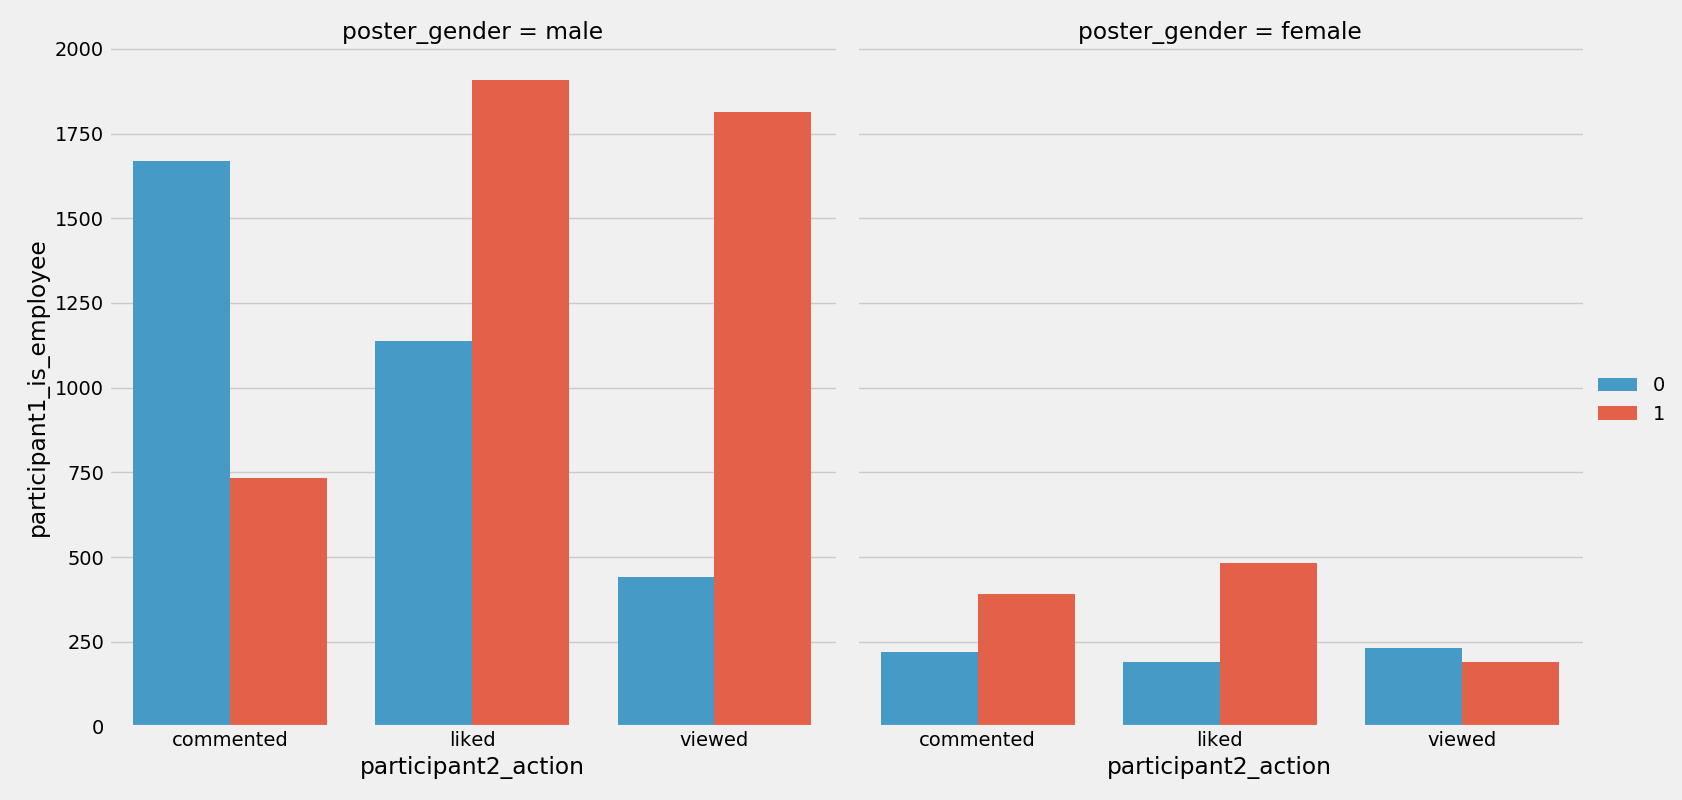 poster_gender = male
poster_gender = female
2000
1750
1500
1250
1000
750
500
250
0
participant1_is_employee
commented
liked
viewed
commented
liked
viewed
participant2_action
participant2_action
0
1